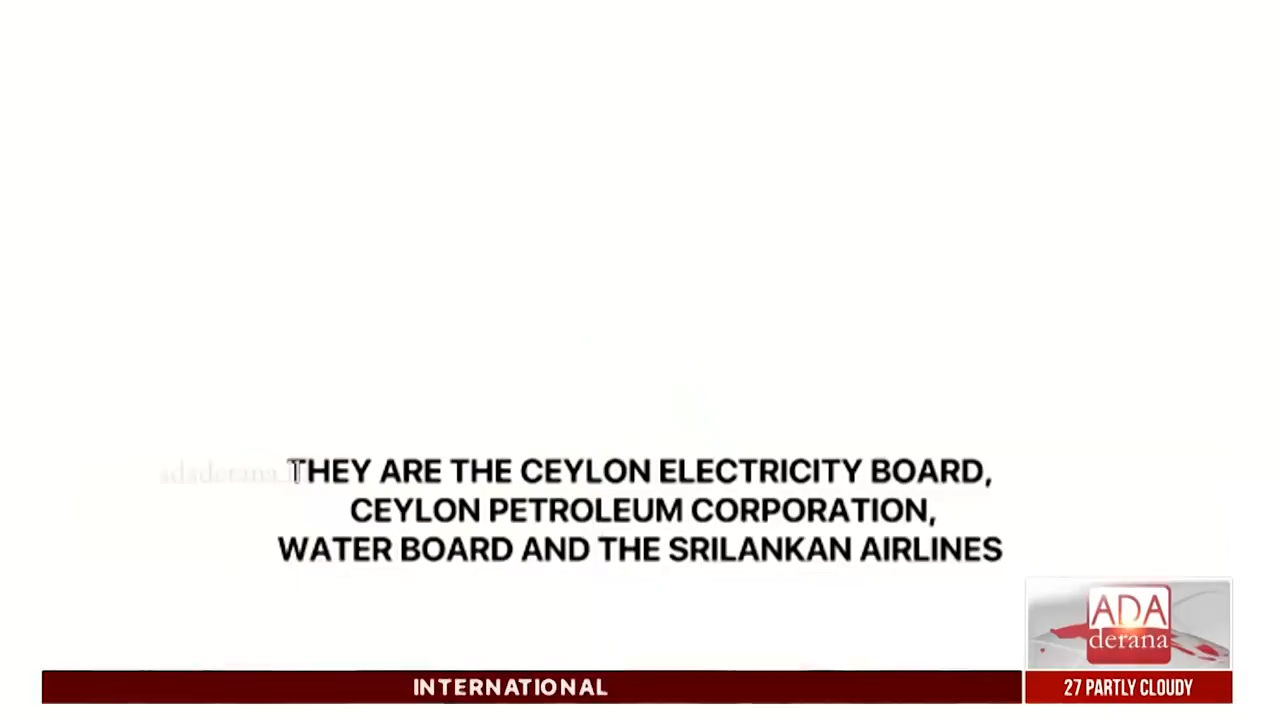 THEY ARE THE CEYLON ELECTRICITY BOARD,
CEYLON PETROLEUM CORPORATION,
WATER BOARD AND THE SRILANKAN AIRLINES
adaderana
ADA
derana
INTERNATIONAL
27 PARTLY CLOUDY